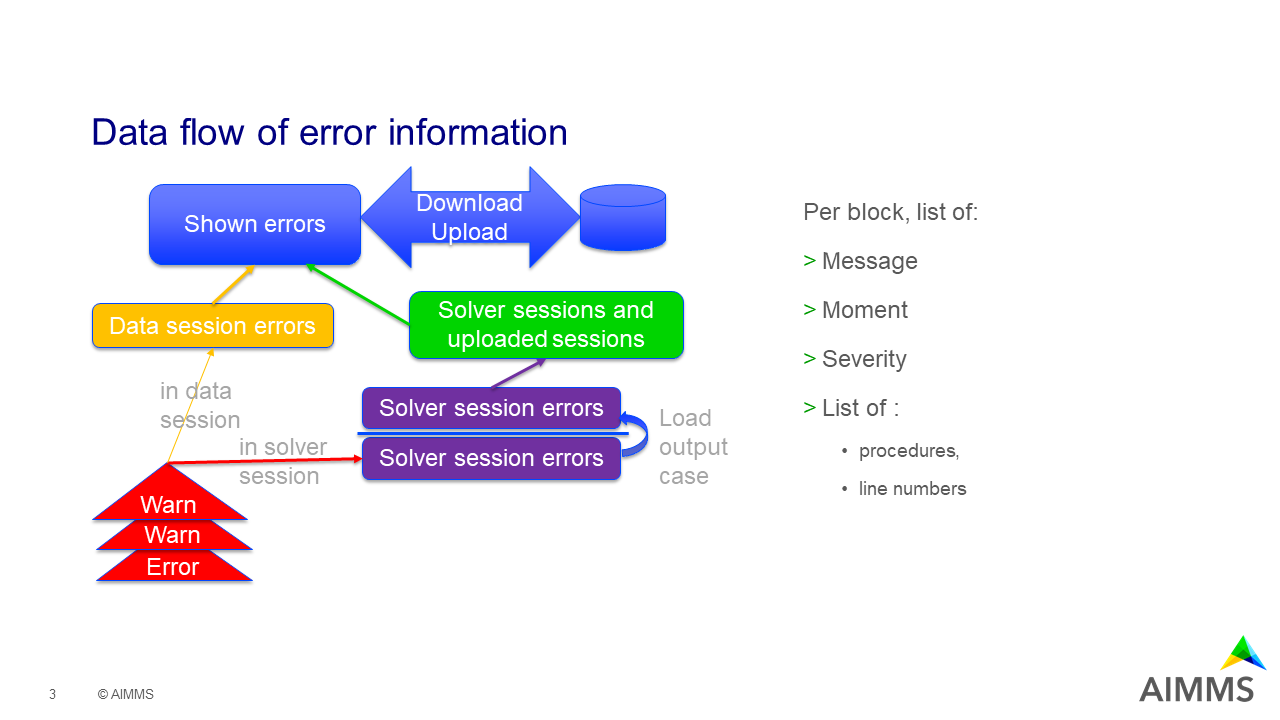 Data flow of error information
Shown errors
Download
Upload
Data session errors
Solver sessions and
uploaded sessions
in data
session
in solver
session
Solver session errors
Solver session errors
Load
output
case
Warn
Warn
Error
Per block, list of:
> Message
> Moment
> Severity
> List of :
• procedures,
• line numbers
3
© AIMMS
AIMMS